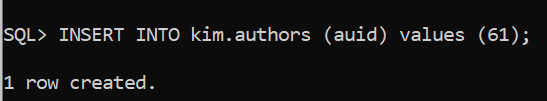 SQL> INSERT INTO kim.authors (auid) values (61);
1 row created.